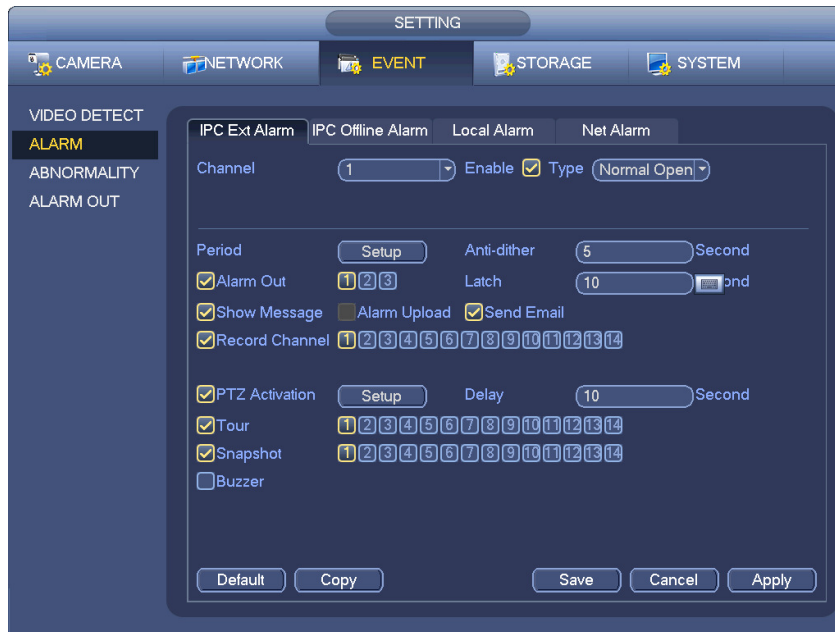 SETTING
CAMERA NETWORK EVENT STORAGE SYSTEM
VIDEO DETECT
ALARM
ABNORMALITY
ALARM OUT
IPC Ext Alarm IPC Offline Alarm Local Alarm Net Alarm
Channel 1 Enable Type Normal Open
Period Setup Anti-dither 5 Second
Alarm Out 1 2 3 Latch 10 ond
Show Message Alarm Upload Send Email
Record Channel 1 2 3 4 5 6 7 8 9 10 11 12 13 14
PTZ Activation Setup Delay 10 Second
Tour 1 2 3 4 5 6 7 8 9 10 11 12 13 14
Snapshot 1 2 3 4 5 6 7 8 9 10 11 12 13 14
Buzzer
Default Copy Save Cancel Apply